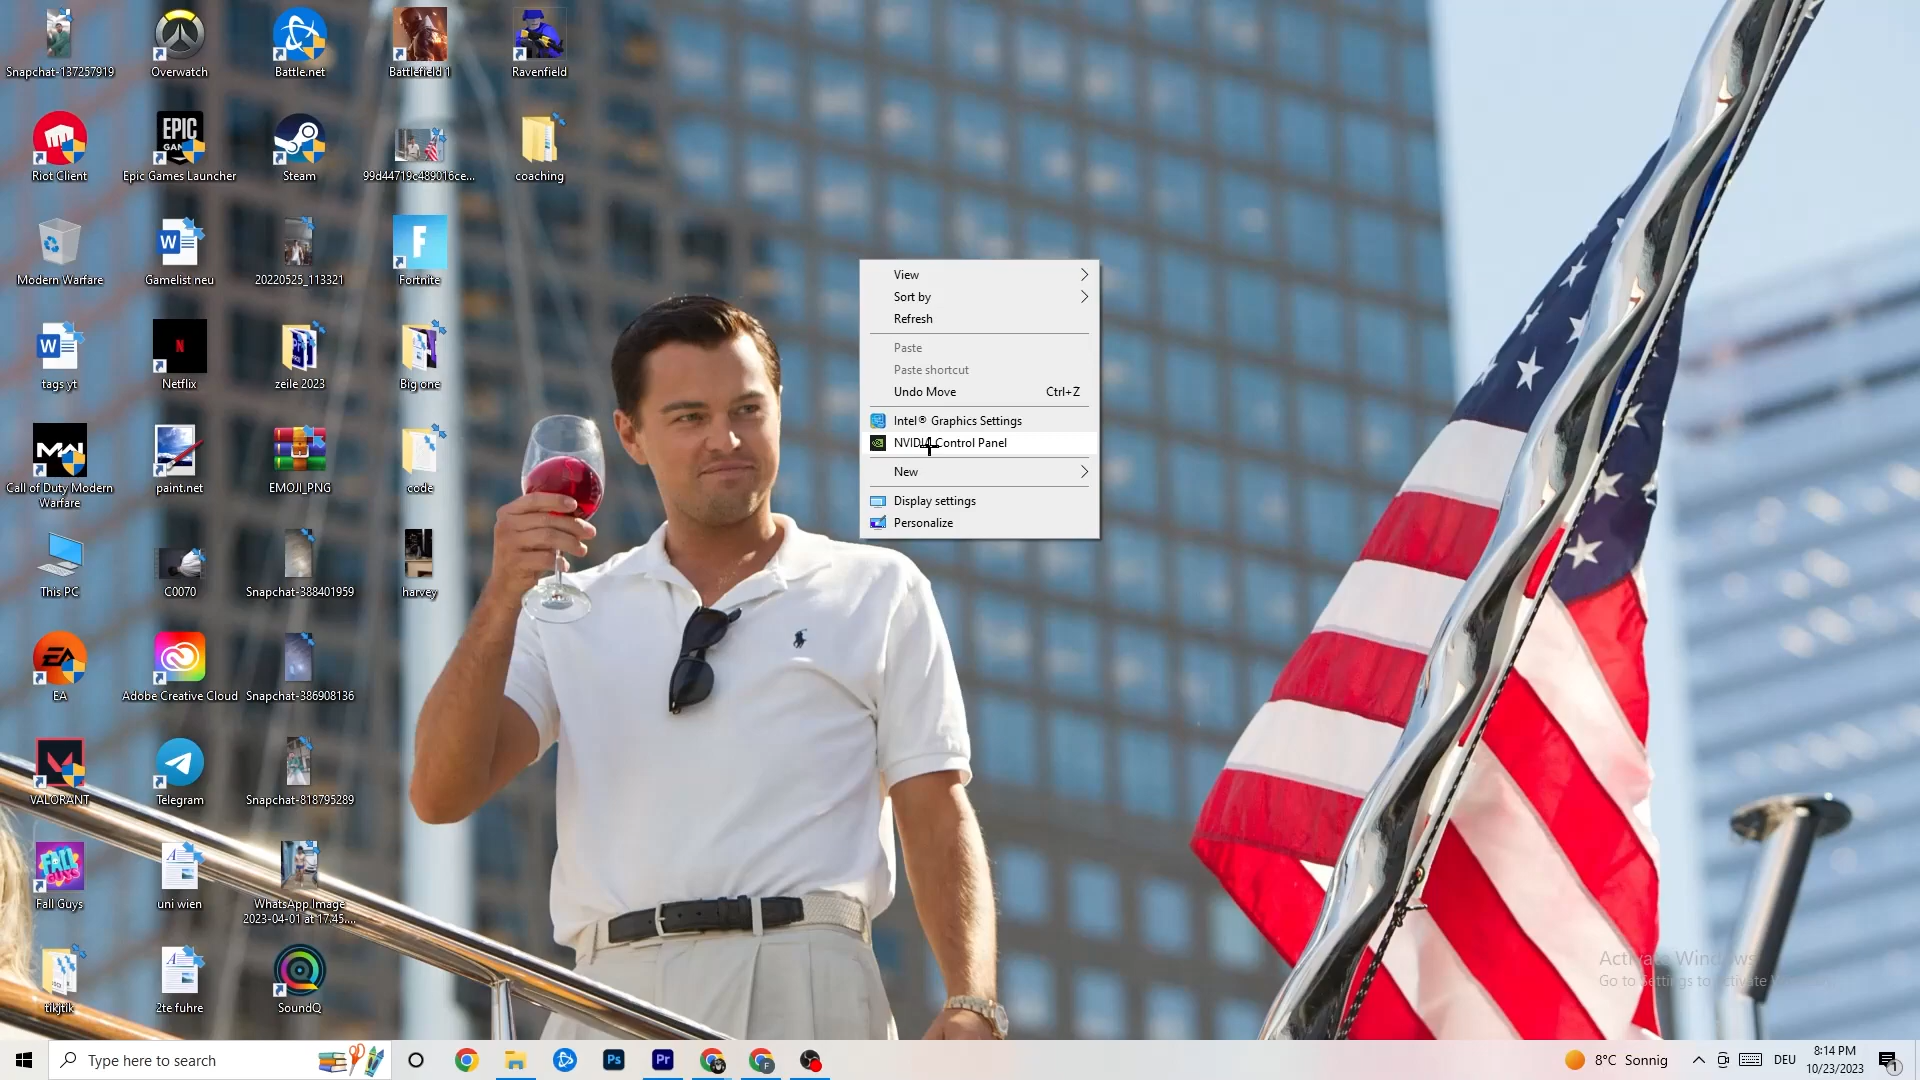 Snapchat-137257919
Overwatch
Battle.net
Battlefield 1
Ravenfield
Riot Client
EPIC
GAM
Epic Games Launcher
Steam
99d44719c489016ce...
coaching
Modern Warfare
Gamelist neu
20220525_113321
Fortnite
tags yt
Netflix
zeile 2023
Big one
Call of Duty Modern
Warfare
paint.net
EMOJI_PNG
code
This PC
C0070
Snapchat-388401959
harvey
EA
Adobe Creative Cloud
Snapchat-386908136
VALORANT
Telegram
Snapchat-818795289
Fall Guys
uni wien
WhatsApp Image
2023-04-01 at 17.45....
tikjtik
2te fuhre
SoundQ
View
Sort by
Refresh
Paste
Paste shortcut
Undo Move Ctrl+Z
Intel® Graphics Settings
NVIDIA Control Panel
New
Display settings
Personalize
Activate Windows
Go to Settings to activate
Type here to search
Ps
Pr
8°C Sonnig
DEU
8:14 PM
10/23/2023
1